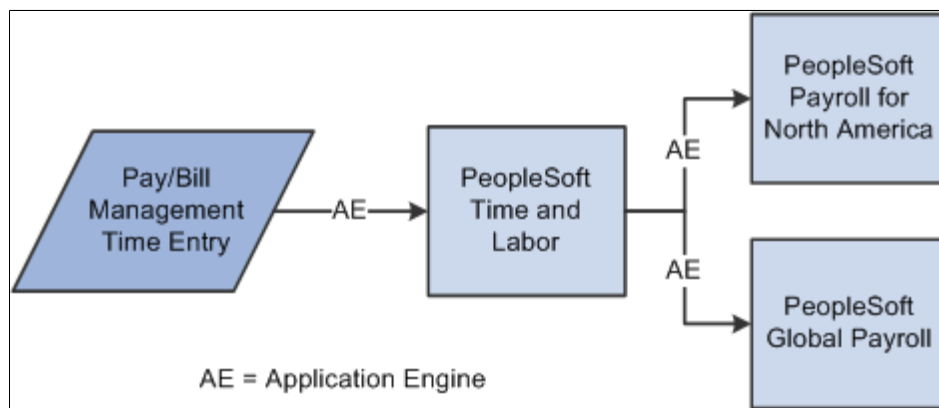 Pay/Bill
Management
Time Entry
AE
PeopleSoft
Time and
Labor
AE
AE
PeopleSoft
Payroll for
North America
PeopleSoft
Global Payroll
AE = Application Engine